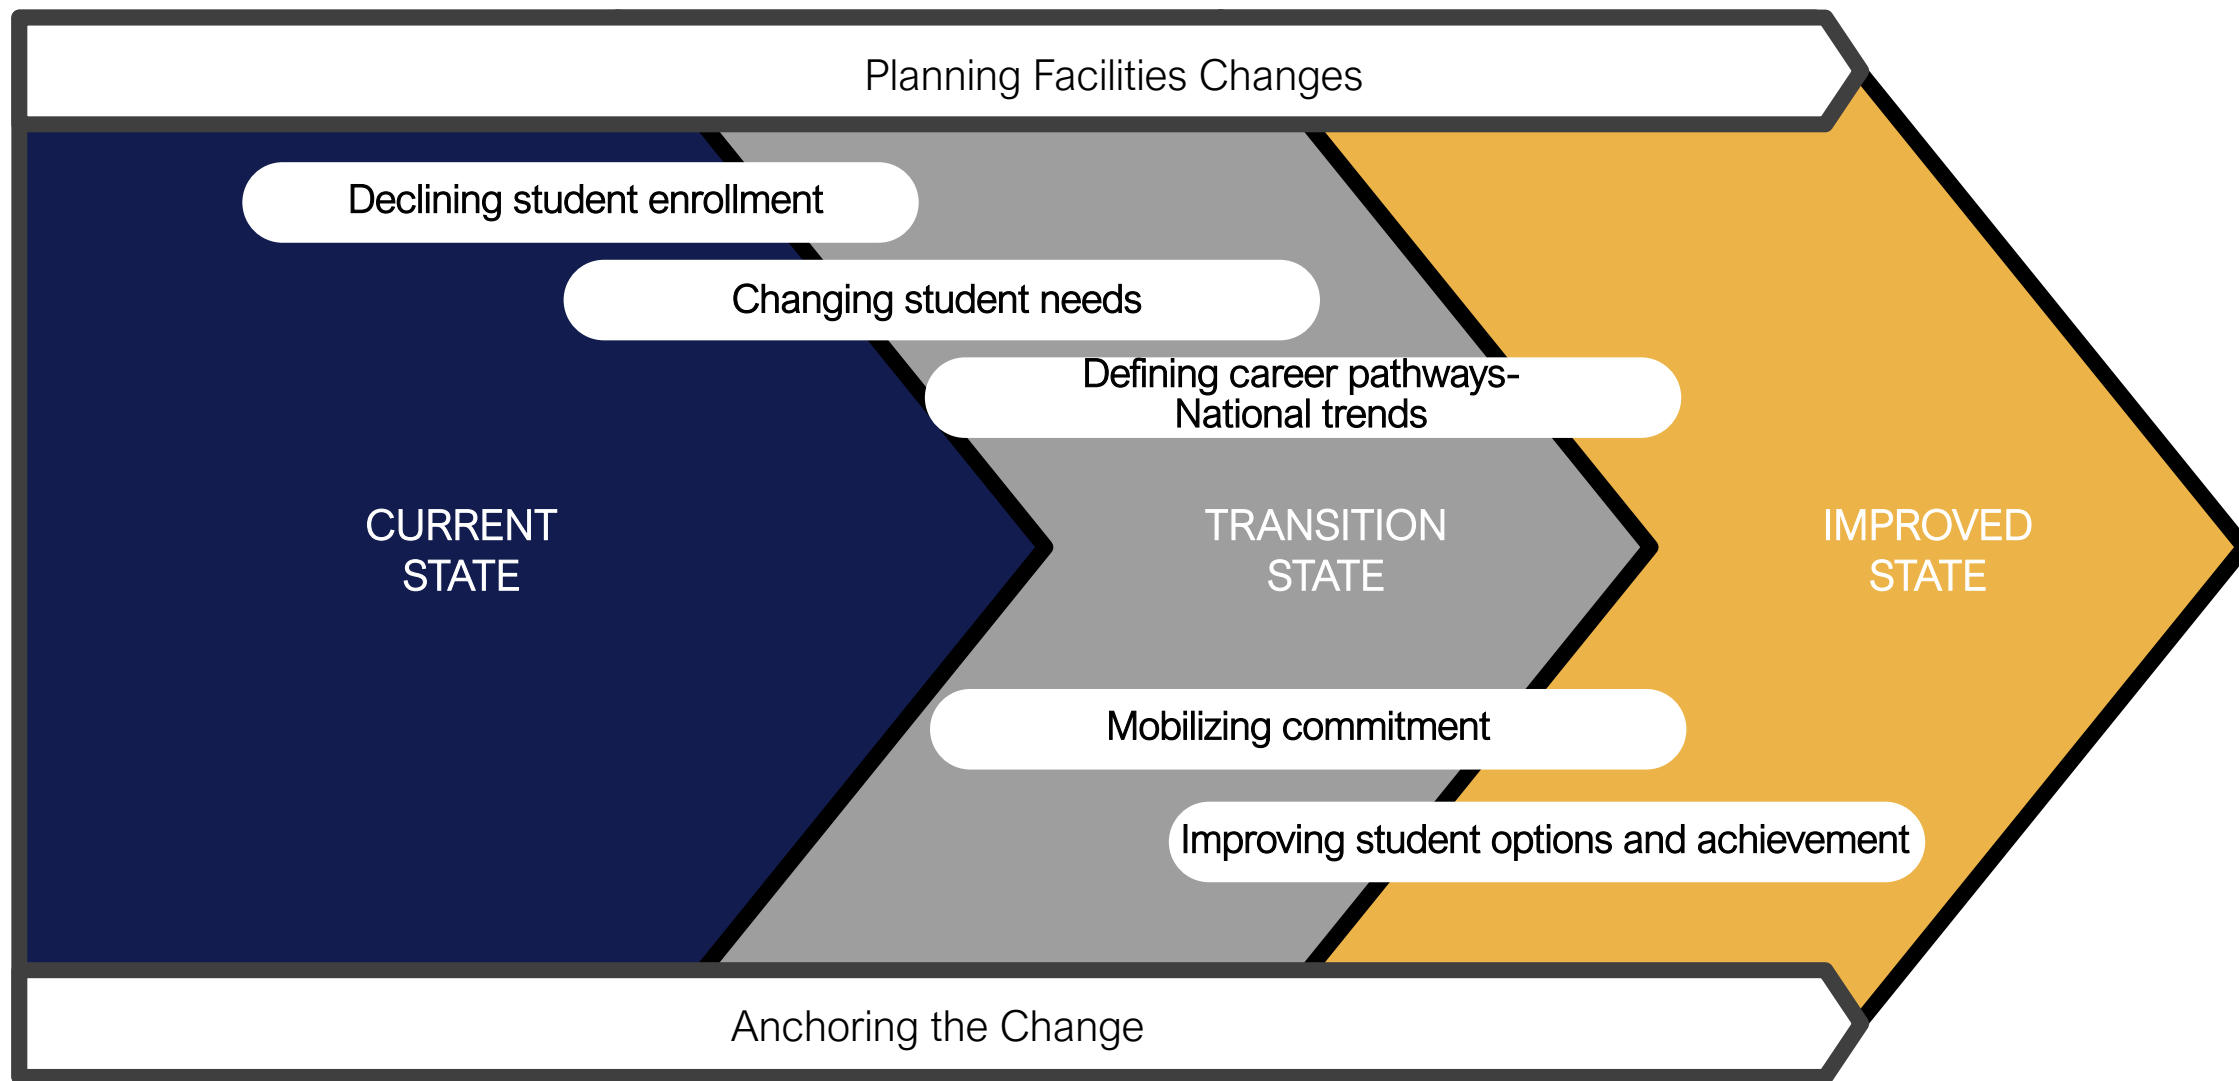 Planning Facilities Changes
Declining student enrollment
Changing student needs
Defining career pathways-
National trends
CURRENT
STATE
TRANSITION
STATE
IMPROVED
STATE
Mobilizing commitment
Improving student options and achievement
Anchoring the Change